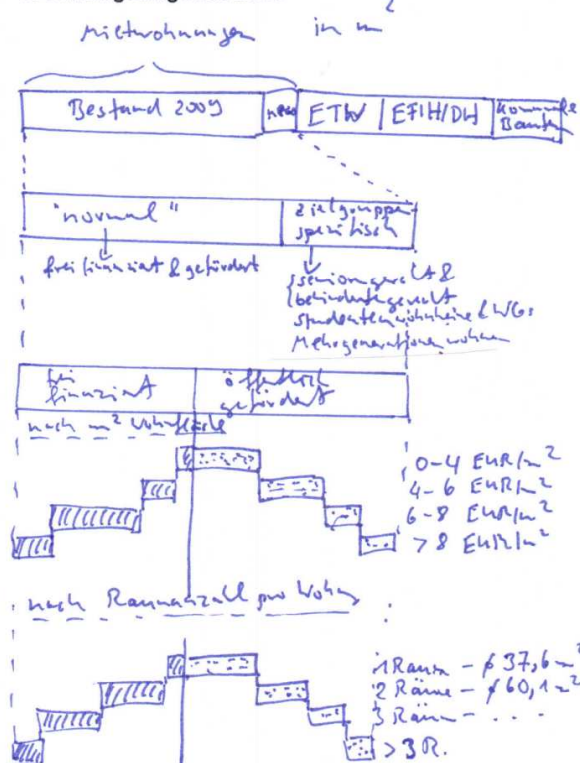 Mietwohnungen in m²
Bestand 2009 neu ETW EFIH/DH kommunale Bauten
"normal" zielgruppen-
spezifisch
frei finanziert & gefördert
seniorengerecht &
behindertengerecht
Studentenwohnheime & WGs
Mehrgenerationenwohnen
frei öffentlich
finanziert gefördert
nach m² Wohnfläche
0-4 EUR/m²
4-6 EUR/m²
6-8 EUR/m²
> 8 EUR/m²
nach Raumanzahl pro Wohng
1 Raum - ø 37,6 m²
2 Räume - ø 60,1 m²
3 Räume - . . .
> 3 R.